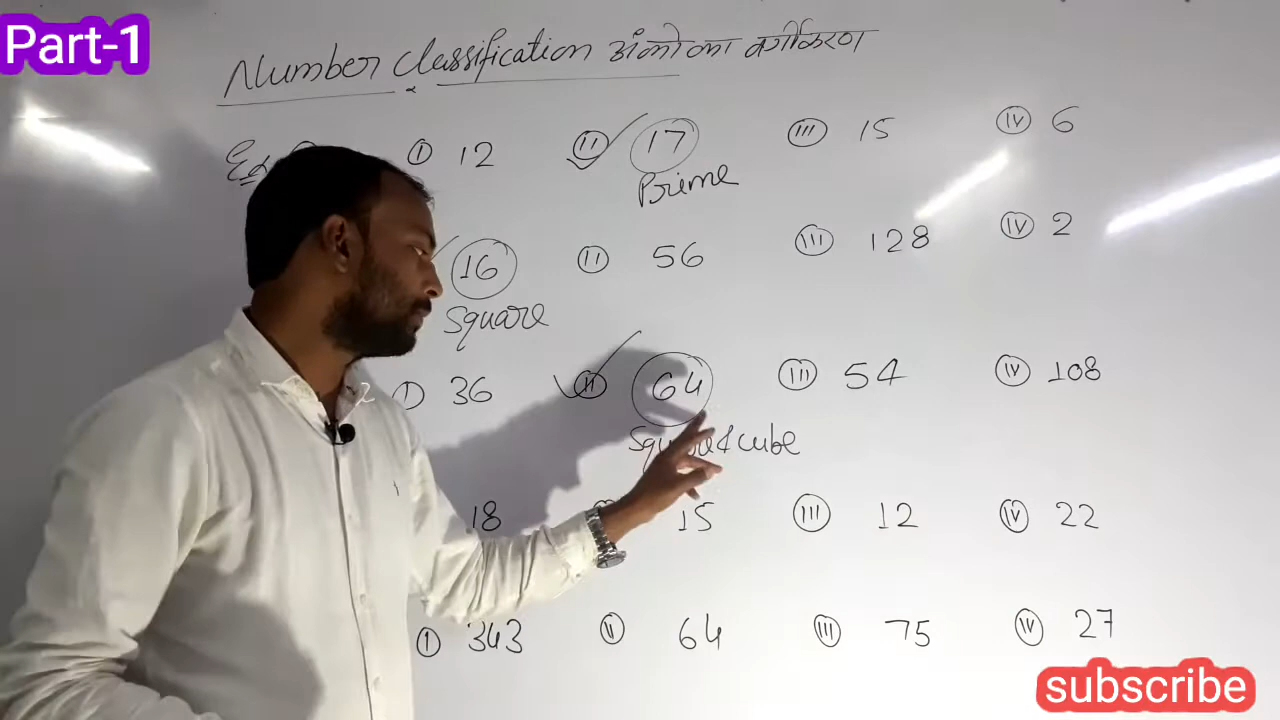 Part-1
Number classification अंको का वर्गीकरण
I 12 II 17 III 15 IV 6
Prime
16 II 56 III 128 IV 2
Square
I 36 II 64 III 54 IV 108
Square & cube
18 15 III 12 IV 22
I 343 II 64 III 75 IV 27
subscribe